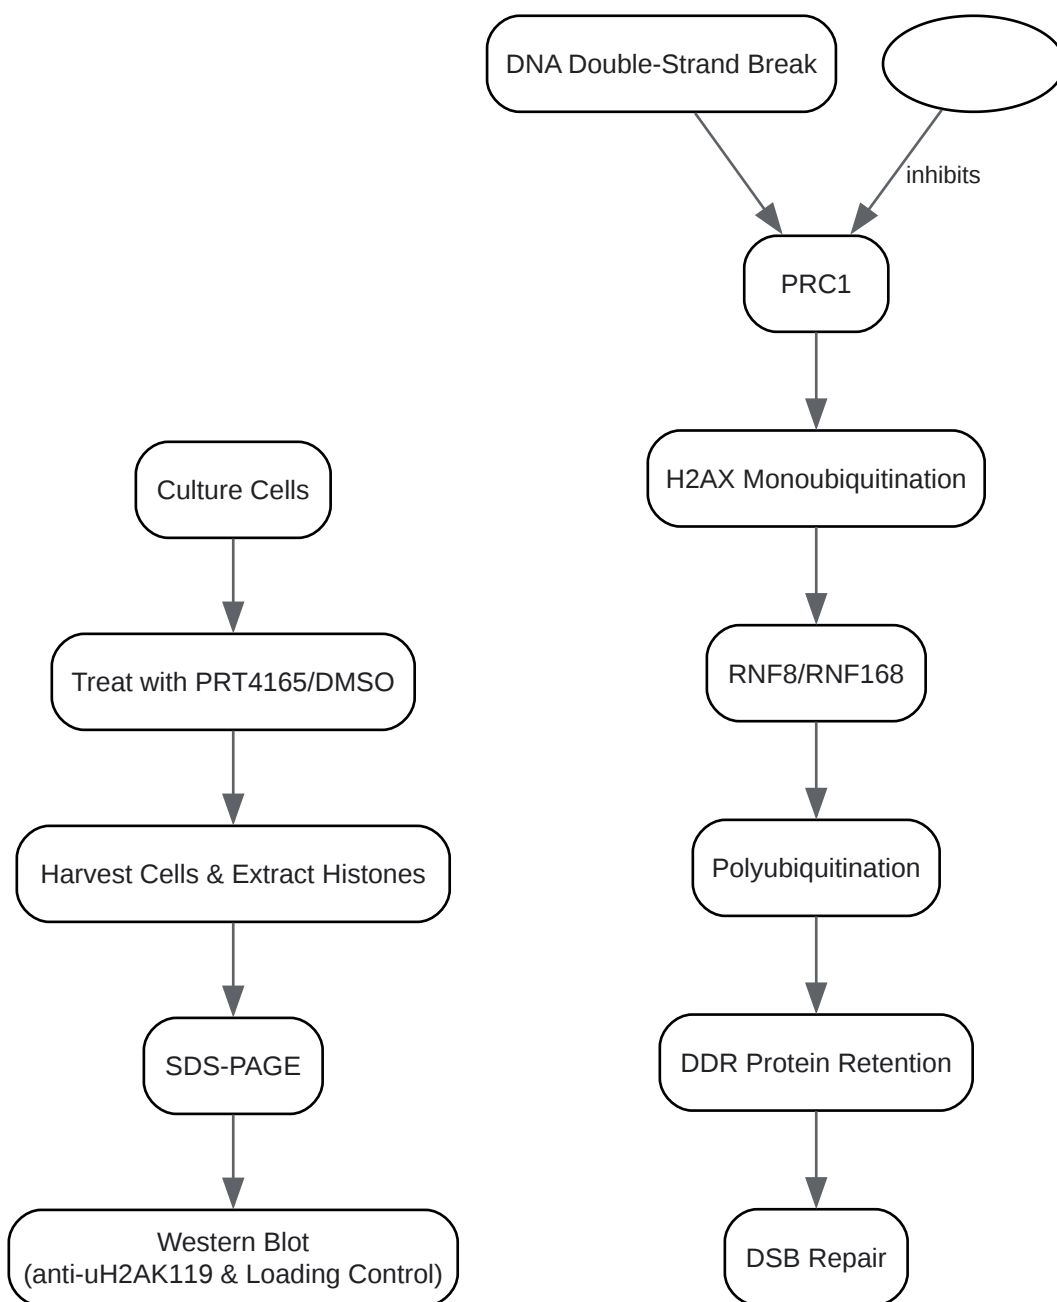 DNA Double-Strand Break
inhibits
PRC1
H2AX Monoubiquitination
Culture Cells
RNF8/RNF168
Treat with PRT4165/DMSO
Polyubiquitination
Harvest Cells & Extract Histones
DDR Protein Retention
SDS-PAGE
Western Blot
(anti-uH2AK119 & Loading Control)
DSB Repair